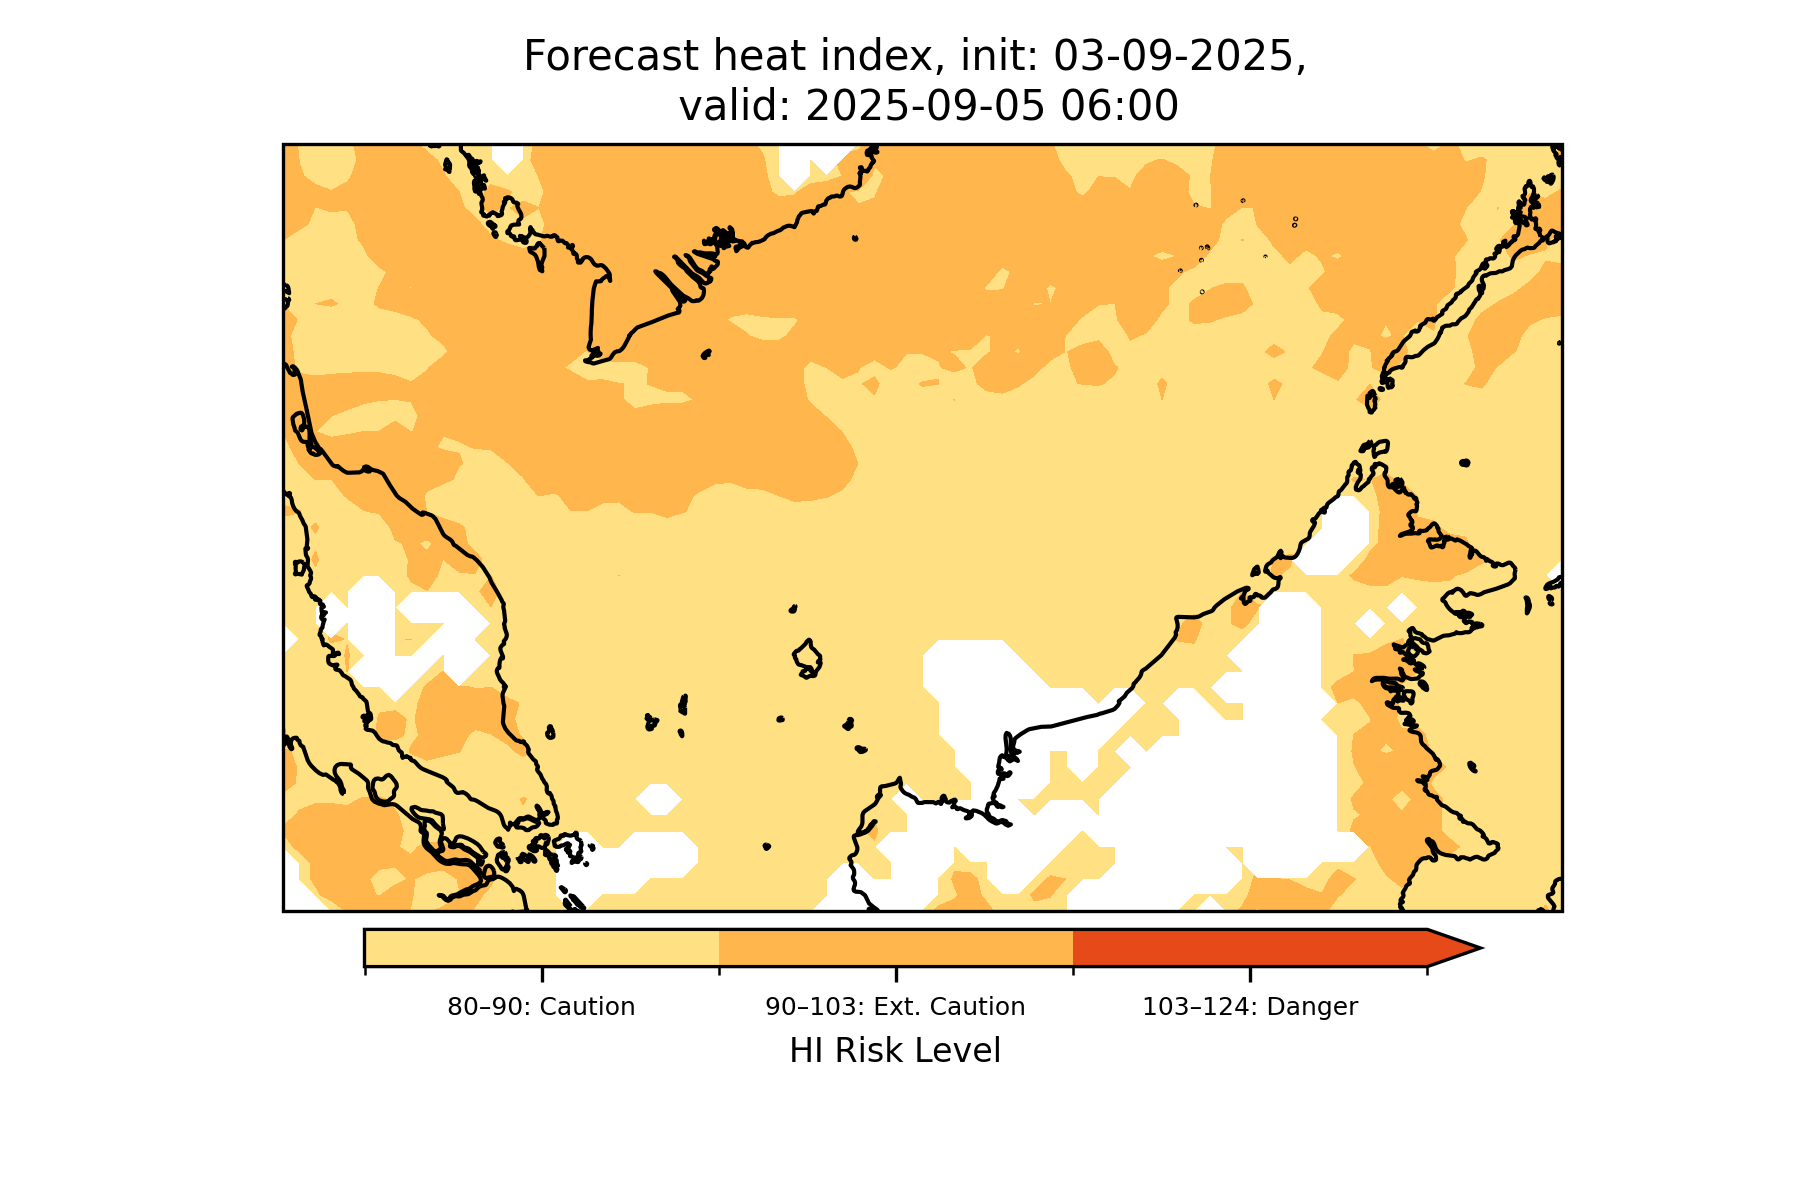 Forecast heat index, init: 03-09-2025,
valid: 2025-09-05 06:00
80–90: Caution
90–103: Ext. Caution
103–124: Danger
HI Risk Level